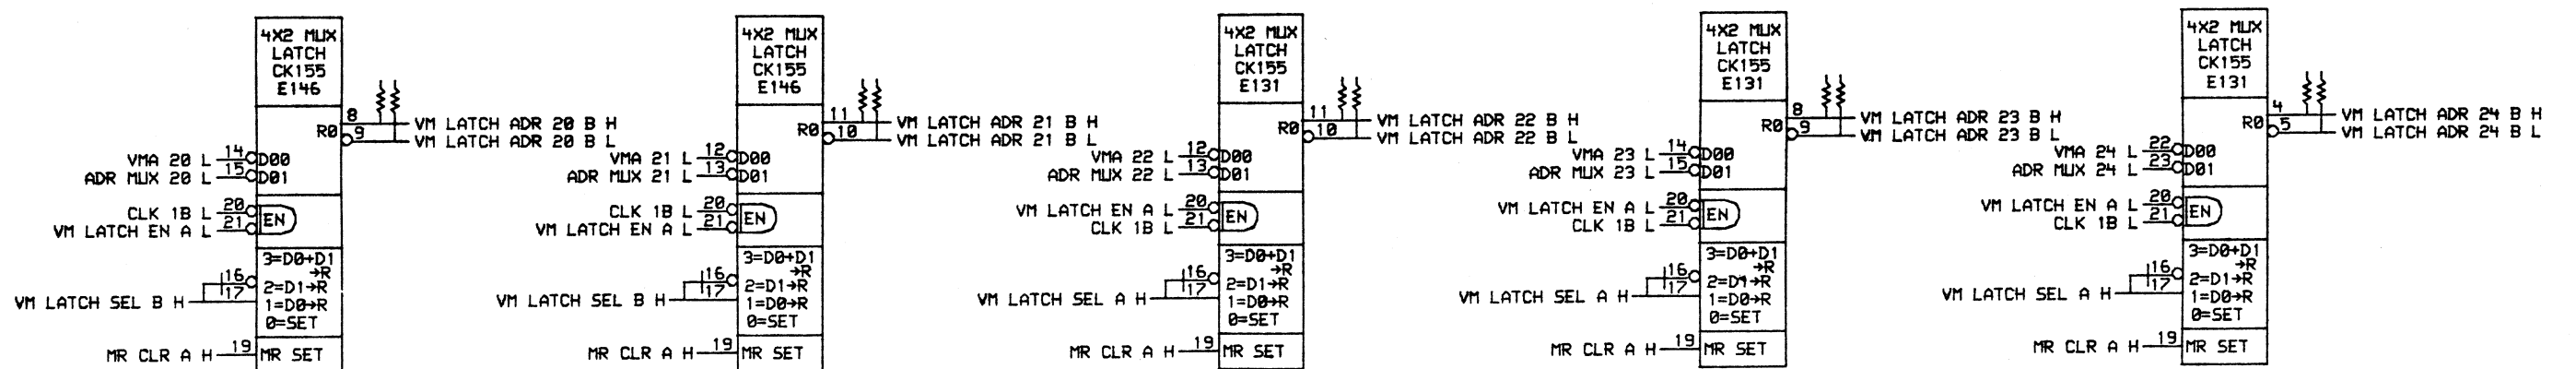 4X2 MUX
LATCH
CK155
E146
R0
8
9
VM LATCH ADR 20 B H
VM LATCH ADR 20 B L
VMA 20 L 14 D00
ADR MUX 20 L 15 D01
CLK 1B L 20
VM LATCH EN A L 21
EN
3=D0+D1
→R
2=D1→R
1=D0→R
0=SET
16
17
VM LATCH SEL B H
MR CLR A H 19 MR SET
4X2 MUX
LATCH
CK155
E146
R0
11
10
VM LATCH ADR 21 B H
VM LATCH ADR 21 B L
VMA 21 L 12 D00
ADR MUX 21 L 13 D01
CLK 1B L 20
VM LATCH EN A L 21
EN
3=D0+D1
→R
2=D1→R
1=D0→R
0=SET
16
17
VM LATCH SEL B H
MR CLR A H 19 MR SET
4X2 MUX
LATCH
CK155
E131
R0
11
10
VM LATCH ADR 22 B H
VM LATCH ADR 22 B L
VMA 22 L 12 D00
ADR MUX 22 L 13 D01
VM LATCH EN A L 20
CLK 1B L 21
EN
3=D0+D1
→R
2=D1→R
1=D0→R
0=SET
16
17
VM LATCH SEL A H
MR CLR A H 19 MR SET
4X2 MUX
LATCH
CK155
E131
R0
8
9
VM LATCH ADR 23 B H
VM LATCH ADR 23 B L
VMA 23 L 14 D00
ADR MUX 23 L 15 D01
VM LATCH EN A L 20
CLK 1B L 21
EN
3=D0+D1
→R
2=D1→R
1=D0→R
0=SET
16
17
VM LATCH SEL A H
MR CLR A H 19 MR SET
4X2 MUX
LATCH
CK155
E131
R0
4
5
VM LATCH ADR 24 B H
VM LATCH ADR 24 B L
VMA 24 L 22 D00
ADR MUX 24 L 23 D01
VM LATCH EN A L 20
CLK 1B L 21
EN
3=D0+D1
→R
2=D1→R
1=D0→R
0=SET
16
17
VM LATCH SEL A H
MR CLR A H 19 MR SET